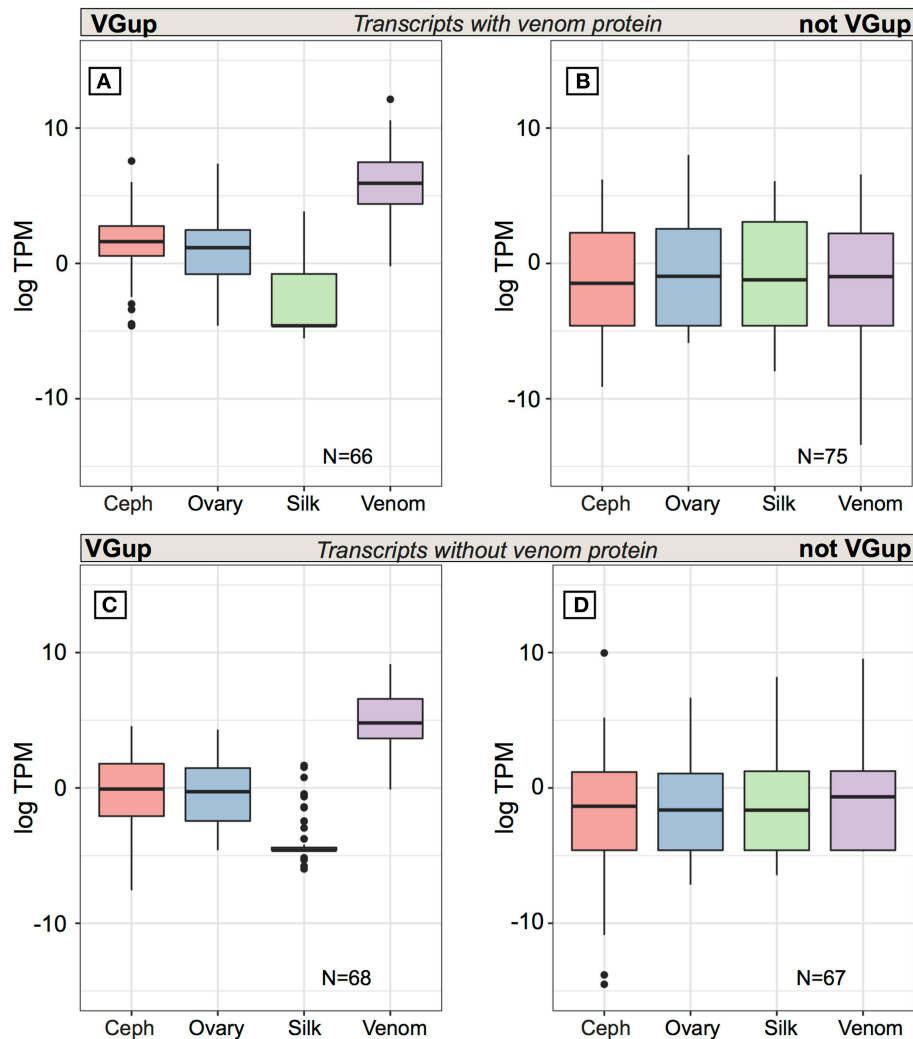 VGup Transcripts with venom protein not VGup
A B
log TPM
10
0
-10
N=66
Ceph Ovary Silk Venom
log TPM
10
0
-10
N=75
Ceph Ovary Silk Venom
VGup Transcripts without venom protein not VGup
C D
log TPM
10
0
-10
N=68
Ceph Ovary Silk Venom
log TPM
10
0
-10
N=67
Ceph Ovary Silk Venom